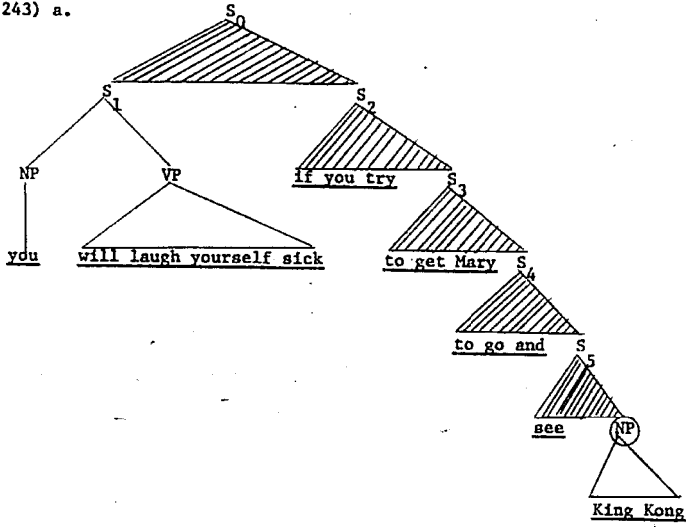 243) a.
S0
S1
S2
NP VP
if you try
S3
you
will laugh yourself sick
to get Mary
S4
to go and
S5
see
NP
King Kong